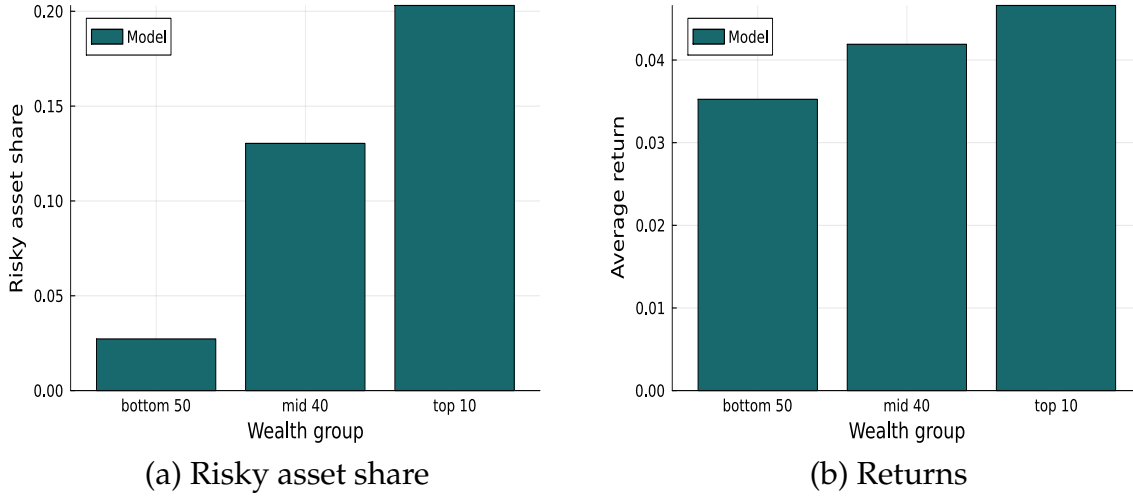 0.20
0.15
0.10
0.05
0.00
Risky asset share
Model
bottom 50 mid 40 top 10
Wealth group
(a) Risky asset share
0.04
0.03
0.02
0.01
0.00
Average return
Model
bottom 50 mid 40 top 10
Wealth group
(b) Returns